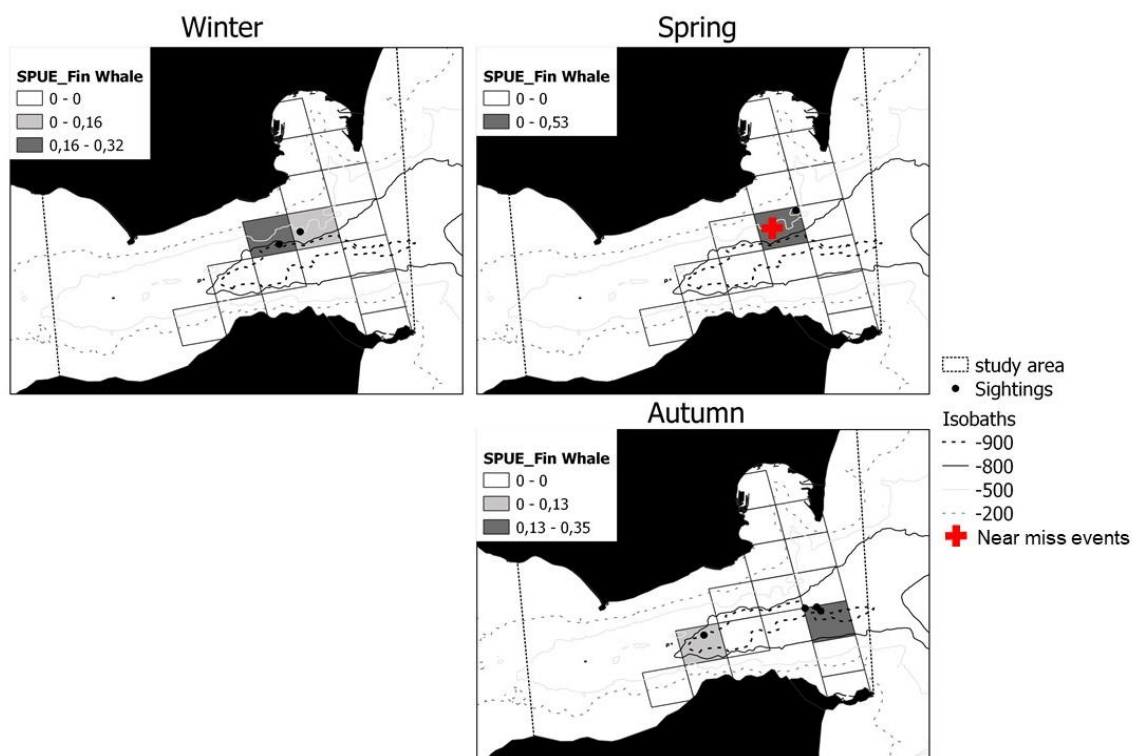 Winter
SPUE_Fin Whale
0 - 0
0 - 0,16
0,16 - 0,32
Spring
SPUE_Fin Whale
0 - 0
0 - 0,53
Autumn
SPUE_Fin Whale
0 - 0
0 - 0,13
0,13 - 0,35
study area
Sightings
Isobaths
-900
-800
-500
-200
Near miss events